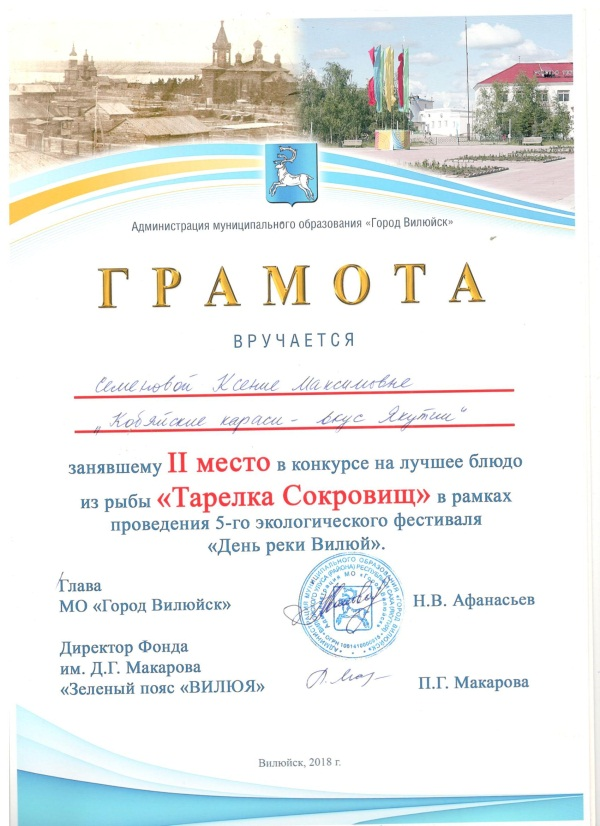 Администрация муниципального образования «Город Вилюйск»
ГРАМОТА
ВРУЧАЕТСЯ
Семеновой Ксение Максимовне
„Кобяйские караси - вкус Якутии"
занявшему II место в конкурсе на лучшее блюдо
из рыбы «Тарелка Сокровищ» в рамках
проведения 5-го экологического фестиваля
«День реки Вилюй».
Глава
МО «Город Вилюйск»
Н.В. Афанасьев
Директор Фонда
им. Д.Г. Макарова
«Зеленый пояс «ВИЛЮЯ»
П.Г. Макарова
Вилюйск, 2018 г.